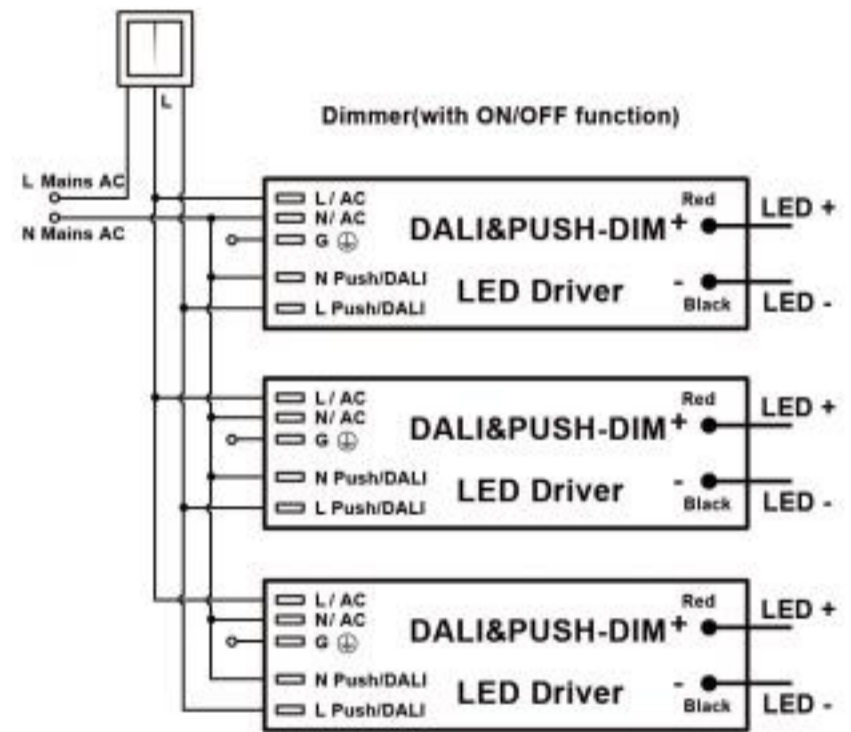 L
Dimmer(with ON/OFF function)
L Mains AC
N Mains AC
L/ AC
N/ AC
G
N Push/DALI
L Push/DALI
DALI&PUSH-DIM
LED Driver
Red
+
-
Black
LED +
LED -
L/ AC
N/ AC
G
N Push/DALI
L Push/DALI
DALI&PUSH-DIM
LED Driver
Red
+
-
Black
LED +
LED -
L/ AC
N/ AC
G
N Push/DALI
L Push/DALI
DALI&PUSH-DIM
LED Driver
Red
+
-
Black
LED +
LED -